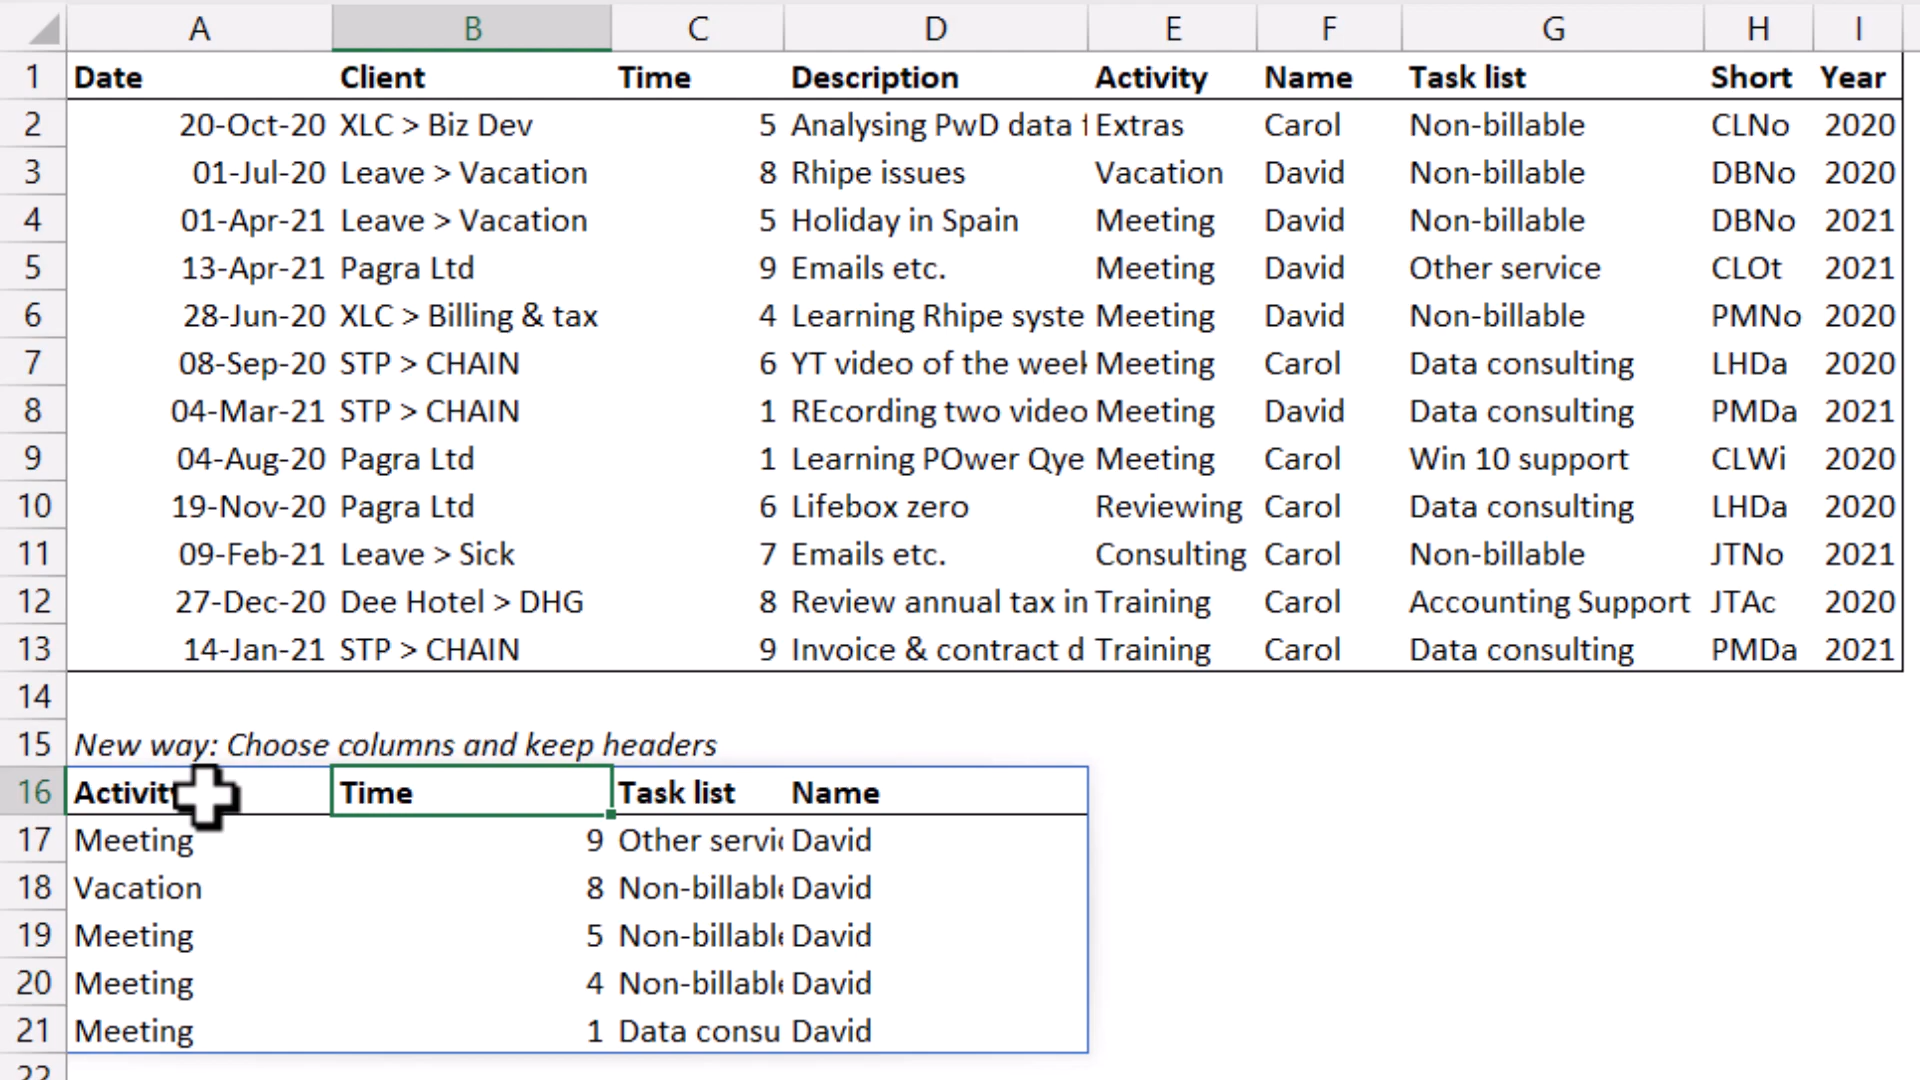 A B C D E F G H I
1 Date Client Time Description Activity Name Task list Short Year
2 20-Oct-20 XLC > Biz Dev 5 Analysing PwD data Extras Carol Non-billable CLNo 2020
3 01-Jul-20 Leave > Vacation 8 Rhipe issues Vacation David Non-billable DBNo 2020
4 01-Apr-21 Leave > Vacation 5 Holiday in Spain Meeting David Non-billable DBNo 2021
5 13-Apr-21 Pagra Ltd 9 Emails etc. Meeting David Other service CLOt 2021
6 28-Jun-20 XLC > Billing & tax 4 Learning Rhipe syste Meeting David Non-billable PMNo 2020
7 08-Sep-20 STP > CHAIN 6 YT video of the week Meeting Carol Data consulting LHDa 2020
8 04-Mar-21 STP > CHAIN 1 REcording two video Meeting David Data consulting PMDa 2021
9 04-Aug-20 Pagra Ltd 1 Learning POwer Qye Meeting Carol Win 10 support CLWi 2020
10 19-Nov-20 Pagra Ltd 6 Lifebox zero Reviewing Carol Data consulting LHDa 2020
11 09-Feb-21 Leave > Sick 7 Emails etc. Consulting Carol Non-billable JTNo 2021
12 27-Dec-20 Dee Hotel > DHG 8 Review annual tax in Training Carol Accounting Support JTAc 2020
13 14-Jan-21 STP > CHAIN 9 Invoice & contract d Training Carol Data consulting PMDa 2021
14
15 New way: Choose columns and keep headers
16 Activity Time Task list Name
17 Meeting 9 Other servic David
18 Vacation 8 Non-billable David
19 Meeting 5 Non-billable David
20 Meeting 4 Non-billable David
21 Meeting 1 Data consu David
22